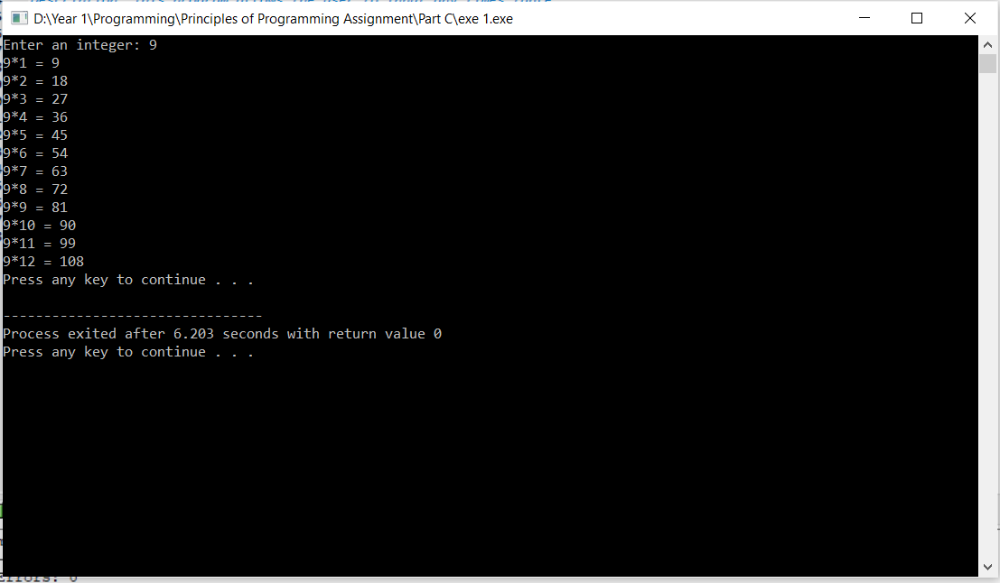 D:\Year 1\Programming\Principles of Programming Assignment\Part C\exe 1.exe
Enter an integer: 9
9*1 = 9
9*2 = 18
9*3 = 27
9*4 = 36
9*5 = 45
9*6 = 54
9*7 = 63
9*8 = 72
9*9 = 81
9*10 = 90
9*11 = 99
9*12 = 108
Press any key to continue . . .
--------------------------------
Process exited after 6.203 seconds with return value 0
Press any key to continue . . .